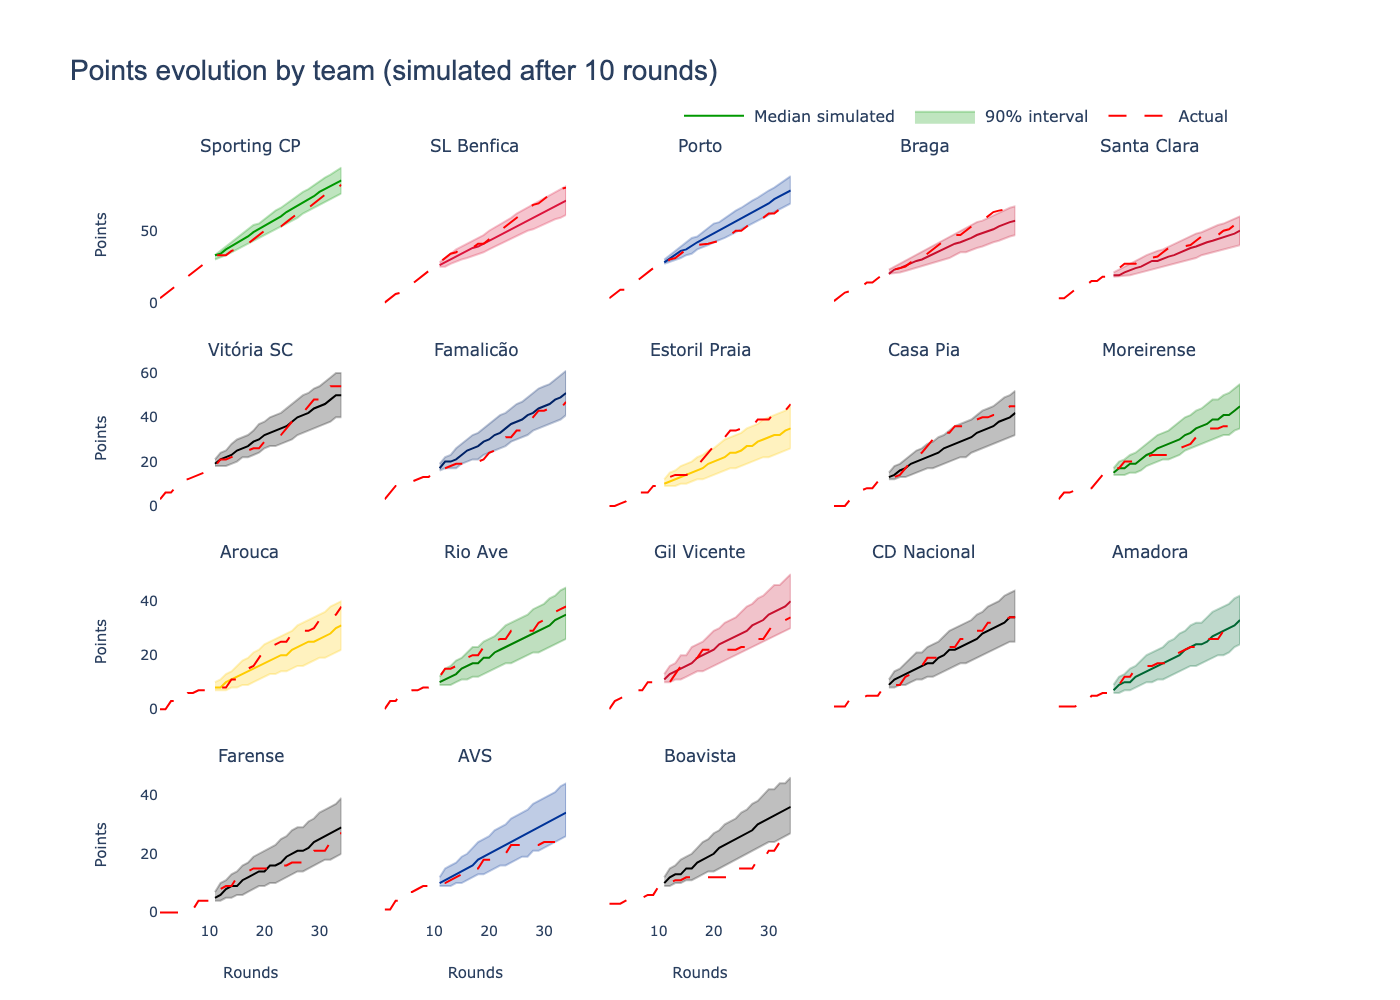 Points evolution by team (simulated after 10 rounds)
Median simulated 90% interval Actual
Sporting CP SL Benfica Porto Braga Santa Clara
Points
50
0
Vitória SC Famalicão Estoril Praia Casa Pia Moreirense
Points
60
40
20
0
Arouca Rio Ave Gil Vicente CD Nacional Amadora
Points
40
20
0
Farense AVS Boavista
Points
40
20
0
10 20 30 10 20 30 10 20 30
Rounds Rounds Rounds